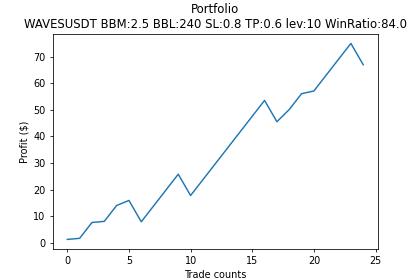 Portfolio
WAVESUSDT BBM:2.5 BBL:240 SL:0.8 TP:0.6 lev:10 WinRatio:84.0
70
60
50
40
30
20
10
0
Profit ($)
0 5 10 15 20 25
Trade counts